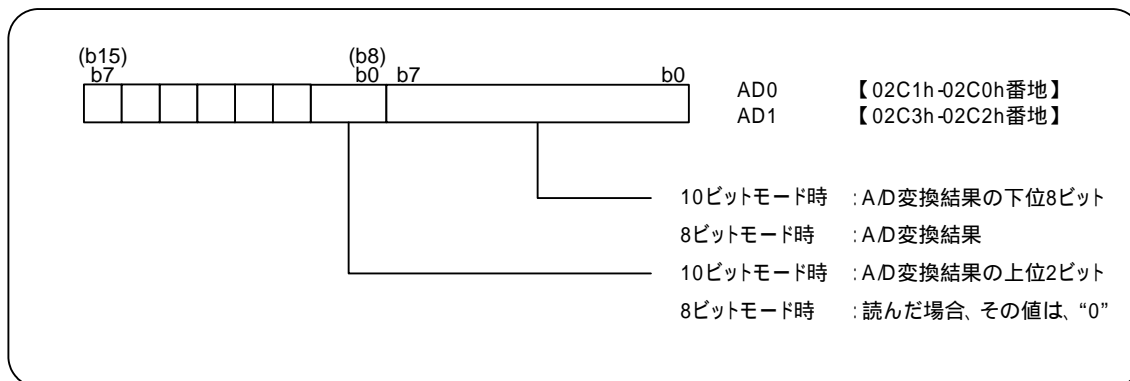 (b15) (b8)
b7 b0 b7 b0
AD0 【02C1h-02C0h番地】
AD1 【02C3h-02C2h番地】
10ビットモード時 :A/D変換結果の下位8ビット
8ビットモード時 :A/D変換結果
10ビットモード時 :A/D変換結果の上位2ビット
8ビットモード時 :読んだ場合、その値は、“0”